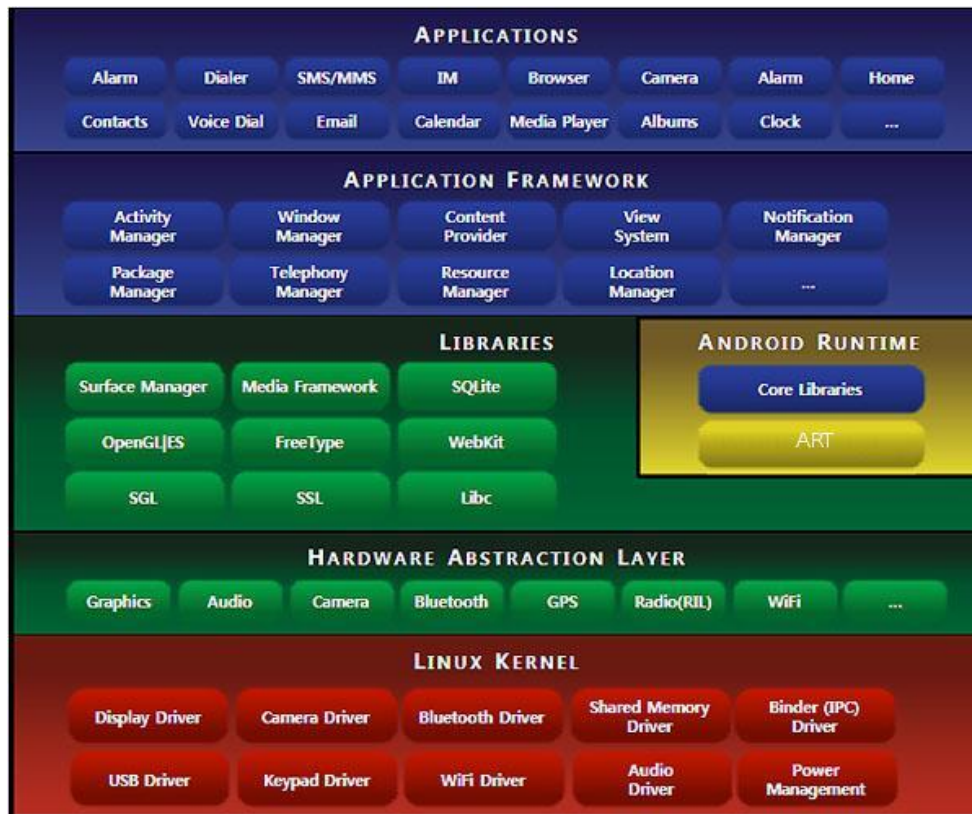 APPLICATIONS
Alarm Dialer SMS/MMS IM Browser Camera Alarm Home
Contacts Voice Dial Email Calendar Media Player Albums Clock ...
APPLICATION FRAMEWORK
Activity Manager
Window Manager
Content Provider
View System
Notification Manager
Package Manager
Telephony Manager
Resource Manager
Location Manager
...
LIBRARIES
Surface Manager Media Framework SQLite
OpenGL|ES FreeType WebKit
SGL SSL Libc
ANDROID RUNTIME
Core Libraries
ART
HARDWARE ABSTRACTION LAYER
Graphics Audio Camera Bluetooth GPS Radio(RIL) WiFi ...
LINUX KERNEL
Display Driver Camera Driver Bluetooth Driver Shared Memory Driver Binder (IPC) Driver
USB Driver Keypad Driver WiFi Driver Audio Driver Power Management